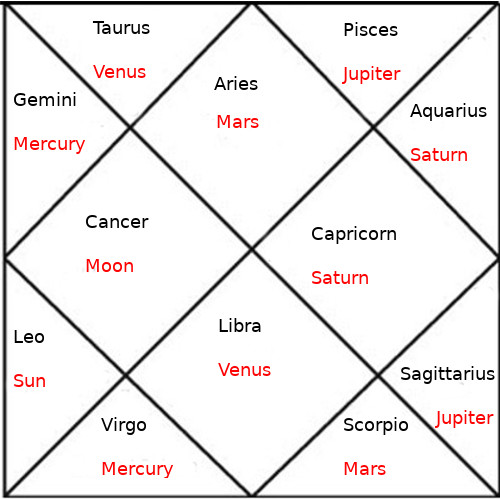 Taurus
Venus
Pisces
Jupiter
Aries
Mars
Gemini
Mercury
Aquarius
Saturn
Cancer
Moon
Capricorn
Saturn
Libra
Venus
Leo
Sun
Sagittarius
Jupiter
Virgo
Mercury
Scorpio
Mars